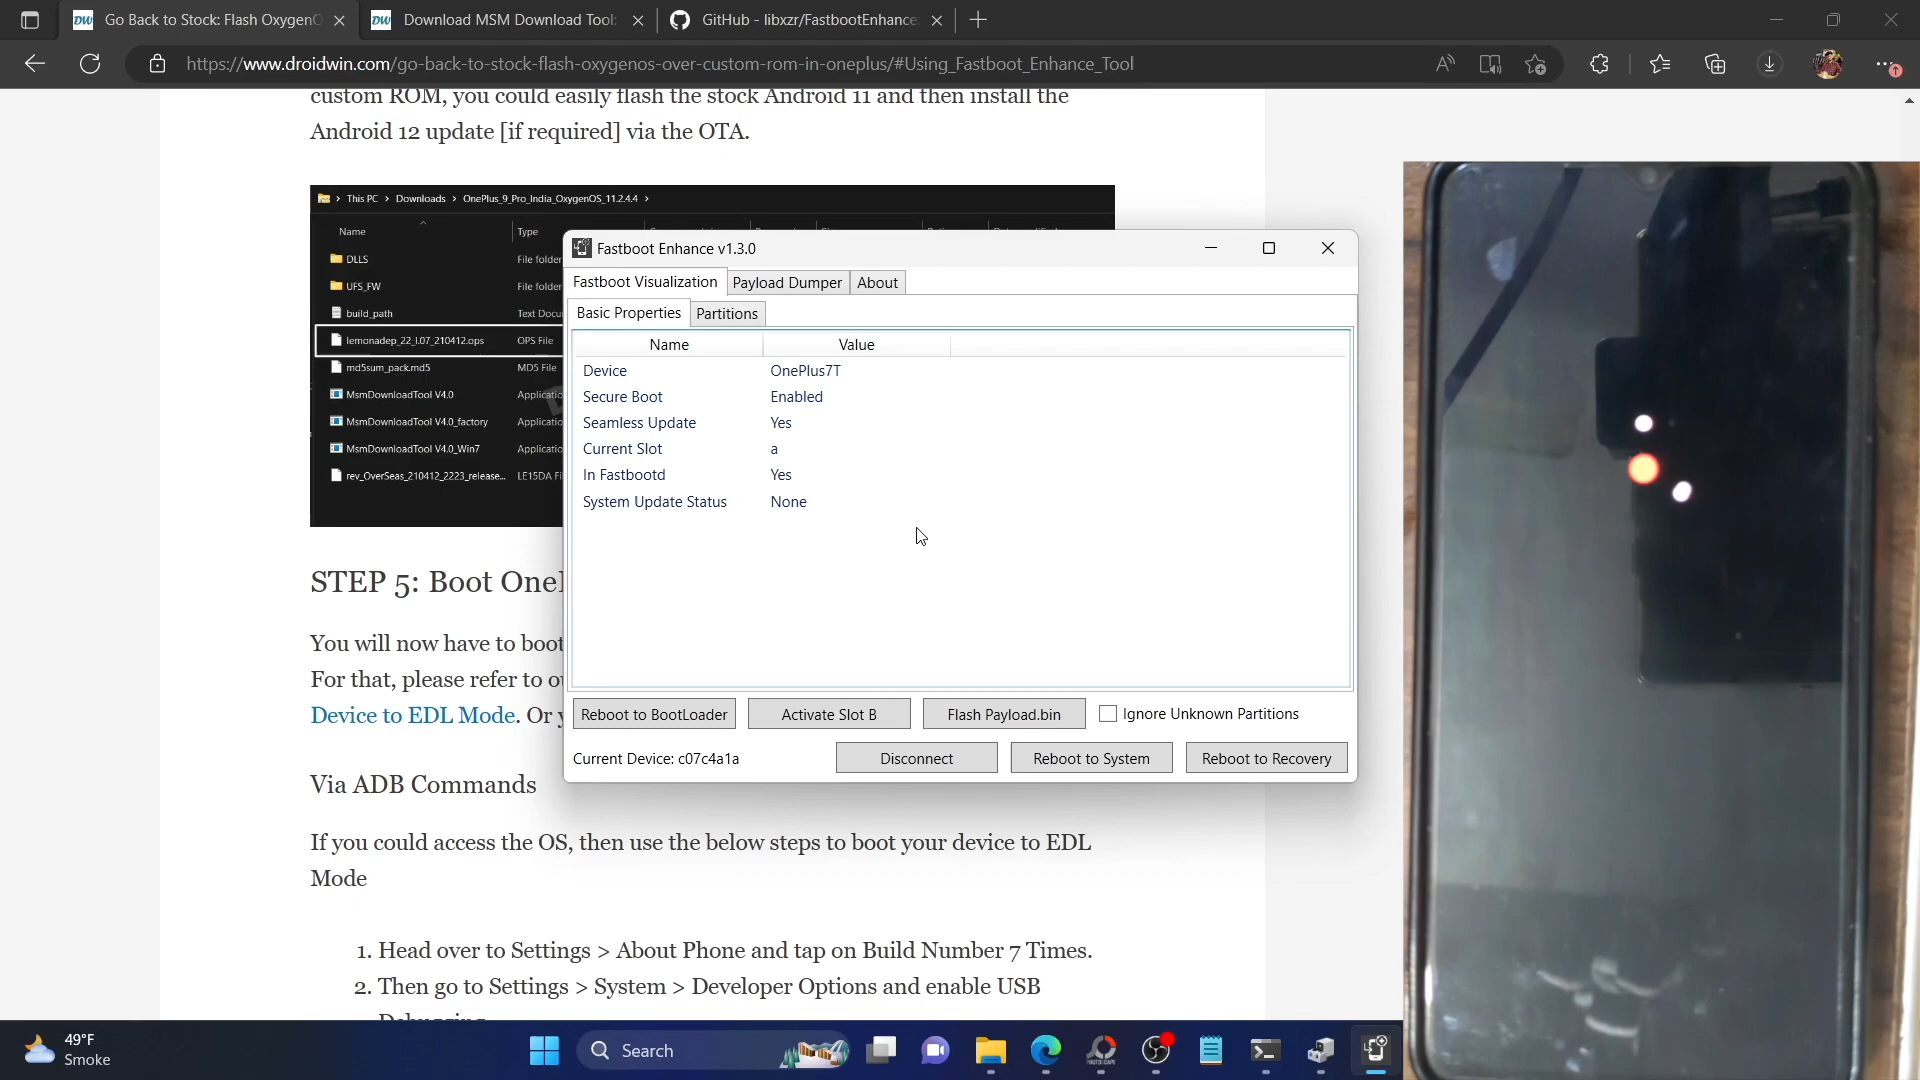 Go Back to Stock: Flash Oxygen
Download MSM Download Tool:
GitHub - libxzr/FastbootEnhance:
https://www.droidwin.com/go-back-to-stock-flash-oxygenos-over-custom-rom-in-oneplus/#Using_Fastboot_Enhance_Tool
custom ROM, you could easily flash the stock Android 11 and then install the
Android 12 update [if required] via the OTA.
This PC > Downloads > OnePlus_9_Pro_India_OxygenOS_11.2.4.4 >
Name Type
DLLS File folder
UFS_FW File folder
build_path Text Docu
lemonadep_22_I.07_210412.ops OPS File
md5sum_pack.md5 MD5 File
MsmDownloadTool V4.0 Applicatio
MsmDownloadTool V4.0_factory Applicatio
MsmDownloadTool V4.0_Win7 Applicatio
rev_OverSeas_210412_2223_release... LE15DA Fi
Fastboot Enhance v1.3.0
Fastboot Visualization Payload Dumper About
Basic Properties Partitions
Name Value
Device OnePlus7T
Secure Boot Enabled
Seamless Update Yes
Current Slot a
In Fastbootd Yes
System Update Status None
Reboot to BootLoader Activate Slot B Flash Payload.bin Ignore Unknown Partitions
Current Device: c07c4a1a Disconnect Reboot to System Reboot to Recovery
STEP 5: Boot One
You will now have to boot
For that, please refer to
Device to EDL Mode. Or
Via ADB Commands
If you could access the OS, then use the below steps to boot your device to EDL
Mode
1. Head over to Settings > About Phone and tap on Build Number 7 Times.
2. Then go to Settings > System > Developer Options and enable USB
Debugging
49°F
Smoke
Search